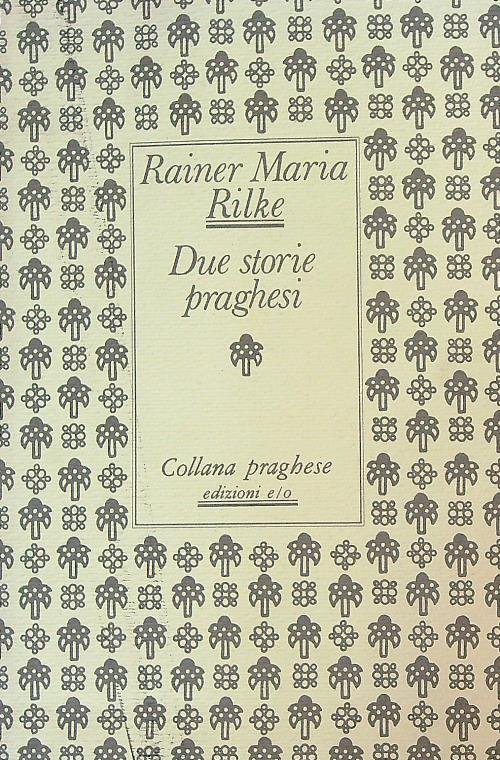 Rainer Maria
Rilke
Due storie
praghesi
Collana praghese
edizioni e/o